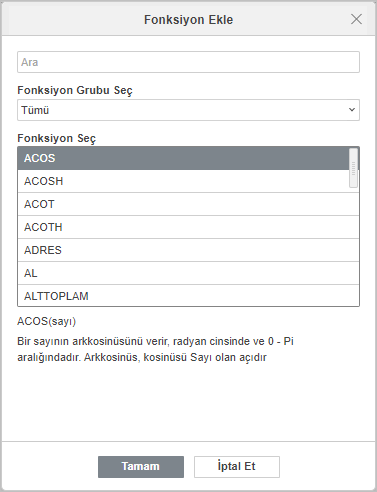 Fonksiyon Ekle
Ara
Fonksiyon Grubu Seç
Tümü
Fonksiyon Seç
ACOS
ACOSH
ACOT
ACOTH
ADRES
AL
ALTTOPLAM
ACOS(sayı)
Bir sayının arkkosinüsünü verir, radyan cinsinde ve 0 - Pi
aralığındadır. Arkkosinüs, kosinüsü Sayı olan açıdır
Tamam
İptal Et